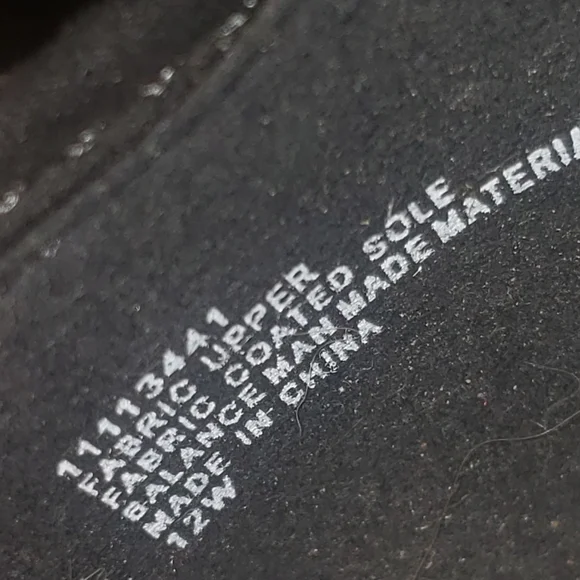 11113441
FABRIC UPPER
FABRIC COATED SOLE
BALANCE MAN MADE MATERIA
MADE IN CHINA
12W